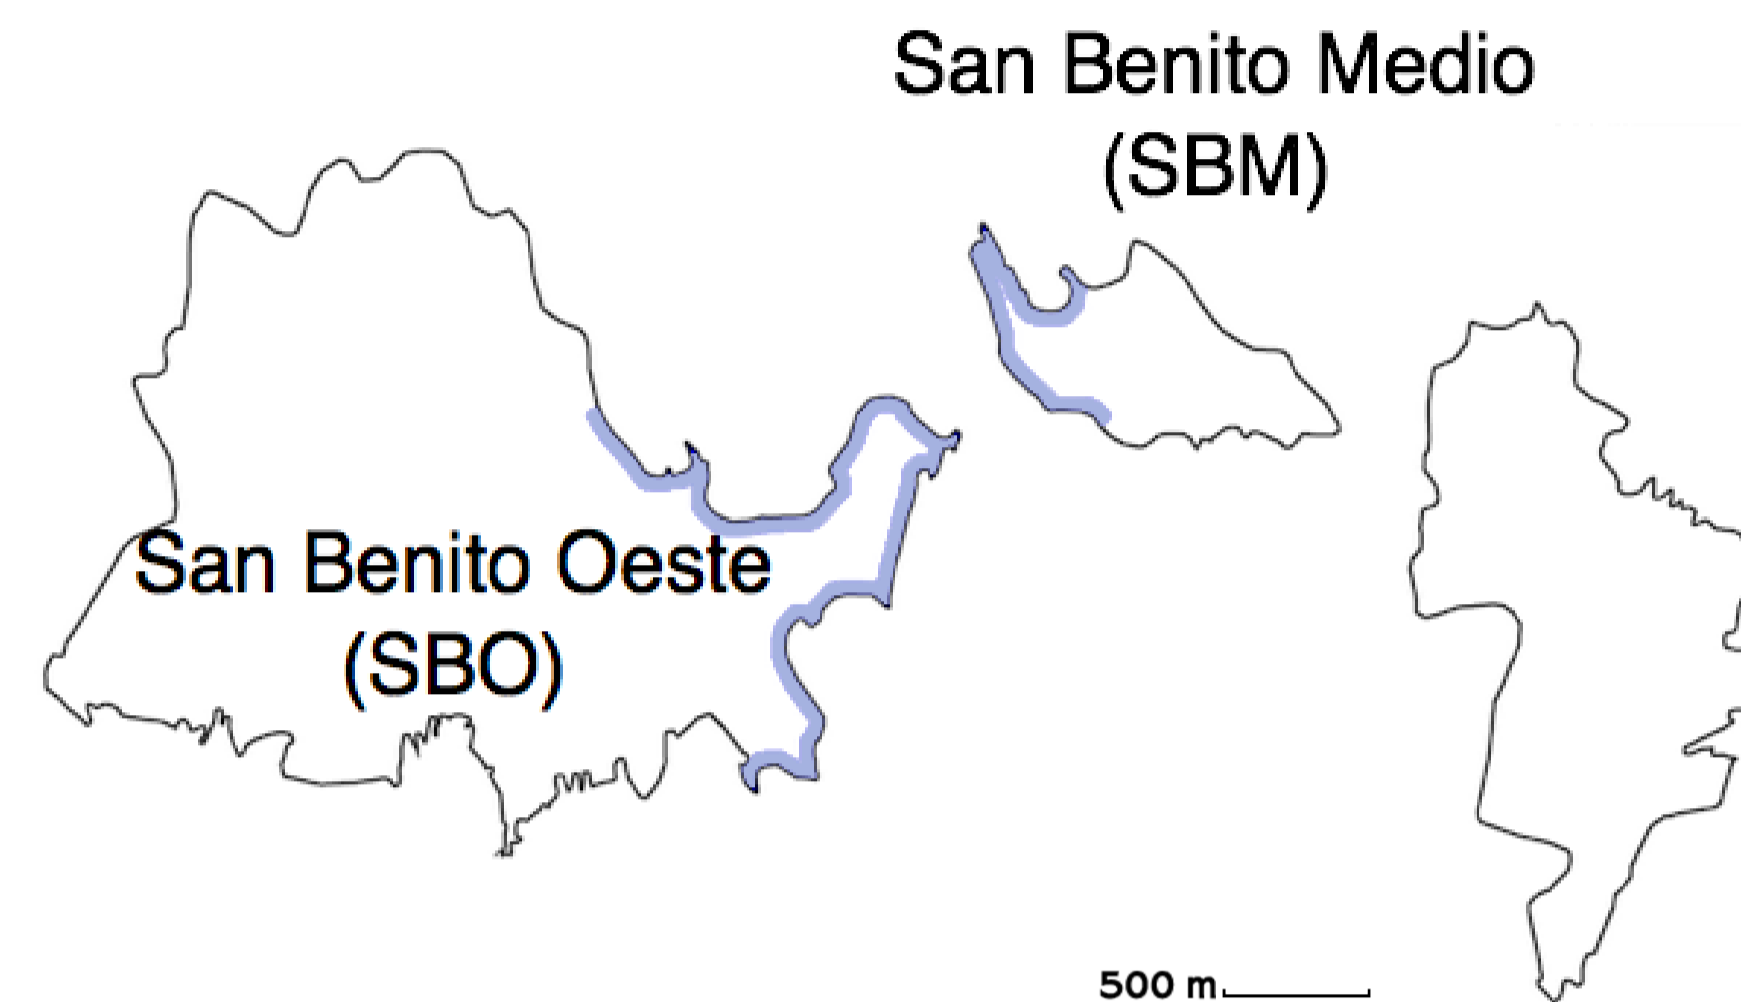 San Benito Medio
(SBM)
San Benito Oeste
(SBO)
500 m